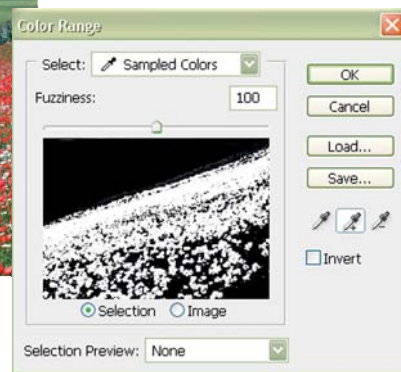 Color Range
Select: Sampled Colors
Fuzziness: 100
OK
Cancel
Load...
Save...
Invert
Selection Image
Selection Preview: None